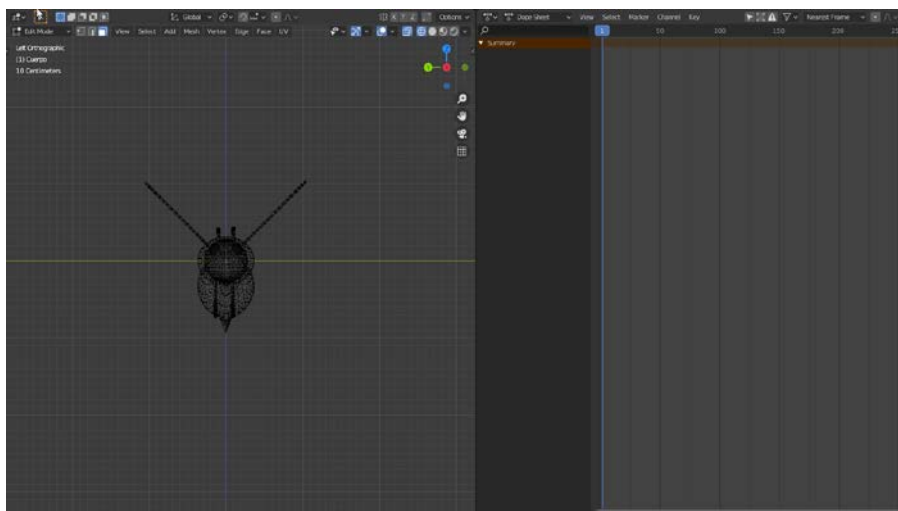 Global
Options
Edit Mode View Select Add Mesh Vertex Edge Face UV
Left Orthographic
(1) Cuerpo
10 Centimeters
Dope Sheet View Select Marker Channel Key Nearest Frame
1 50 100 150 200
Summary